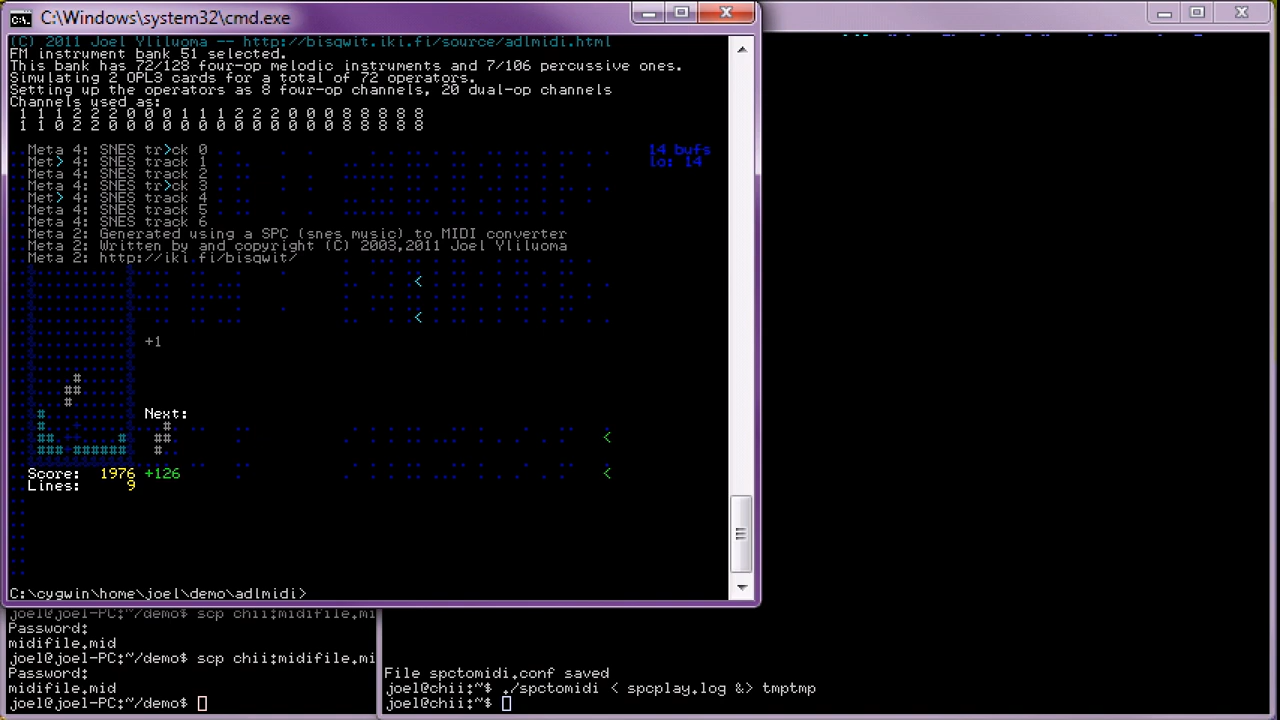 C:\Windows\system32\cmd.exe
(C) 2011 Joel Yliluoma -- http://bisqwit.iki.fi/source/adlmidi.html
FM instrument bank 51 selected.
This bank has 72/128 four-op melodic instruments and 7/106 percussive ones.
Simulating 2 OPL3 cards for a total of 72 operators.
Setting up the operators as 8 four-op channels, 20 dual-op channels
Channels used as:
1 1 1 2 2 2 0 0 0 1 1 1 2 2 2 0 0 0 8 8 8 8 8
1 1 0 2 2 0 0 0 0 0 0 0 0 0 0 0 0 0 8 8 8 8 8
Meta 4: SNES tr>ck 0
14 bufs
Met> 4: SNES track 1
lo: 14
Meta 4: SNES track 2
Meta 4: SNES tr>ck 3
Met> 4: SNES track 4
Meta 4: SNES track 5
Meta 4: SNES track 6
Meta 2: Generated using a SPC (snes music) to MIDI converter
Meta 2: Written by and copyright (C) 2003,2011 Joel Yliluoma
Meta 2: http://iki.fi/bisqwit/
<
<
+1
#
##
#
# Next:
# #
## # ## <
### ###### #
Score: 1976 +126 <
Lines: 9
C:\cygwin\home\joel\demo\adlmidi>
joel@joel-PC:~/demo$ scp chii:midifile.mi
Password:
midifile.mid
joel@joel-PC:~/demo$ scp chii:midifile.mi
Password:
midifile.mid
joel@joel-PC:~/demo$
File spctomidi.conf saved
joel@chii:~$ ./spctomidi < spcplay.log &> tmptmp
joel@chii:~$